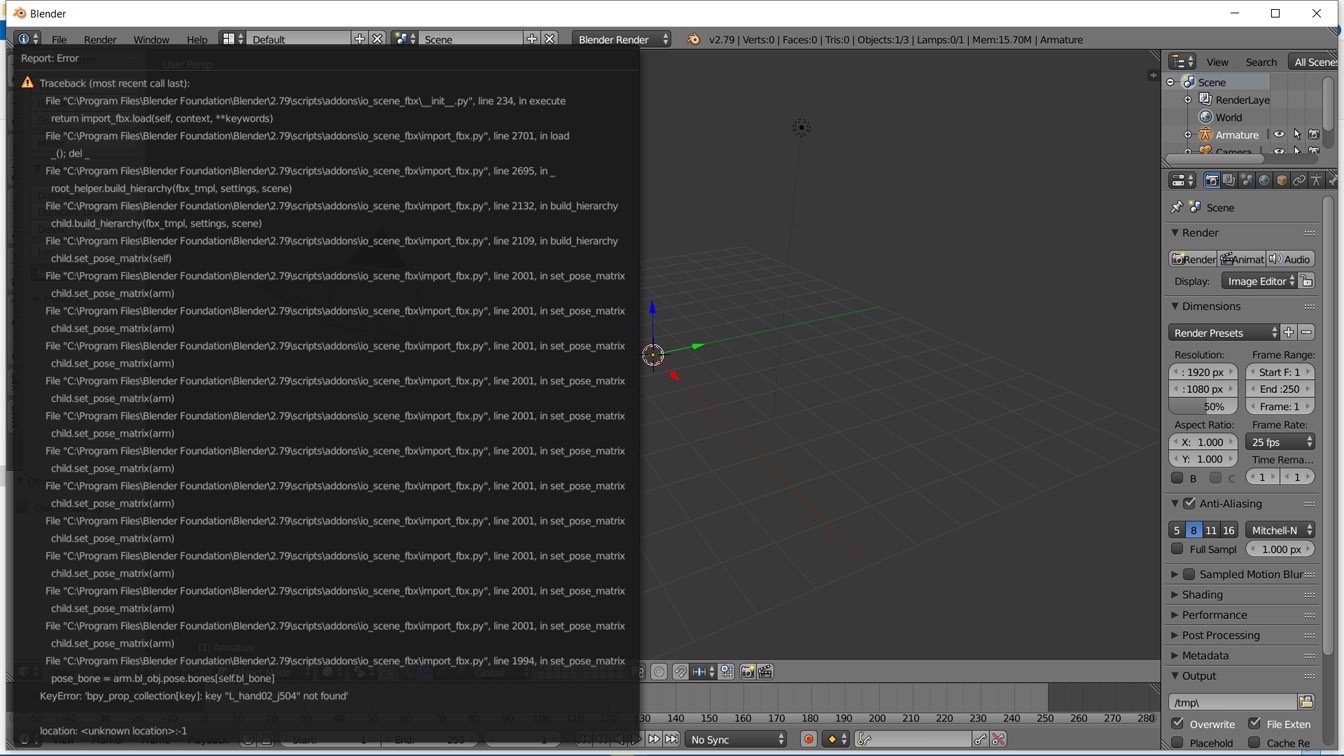 Blender
File Render Window Help Default Scene Blender Render v2.79 | Verts:0 | Faces:0 | Tris:0 | Objects:1/3 | Lamps:0/1 | Mem:15.70M | Armature
Report: Error
User Persp
Traceback (most recent call last):
File "C:\Program Files\Blender Foundation\Blender\2.79\scripts\addons\io_scene_fbx\__init__.py", line 234, in execute
return import_fbx.load(self, context, **keywords)
File "C:\Program Files\Blender Foundation\Blender\2.79\scripts\addons\io_scene_fbx\import_fbx.py", line 2701, in load
_(); del _
File "C:\Program Files\Blender Foundation\Blender\2.79\scripts\addons\io_scene_fbx\import_fbx.py", line 2695, in _
root_helper.build_hierarchy(fbx_tmpl, settings, scene)
File "C:\Program Files\Blender Foundation\Blender\2.79\scripts\addons\io_scene_fbx\import_fbx.py", line 2132, in build_hierarchy
child.build_hierarchy(fbx_tmpl, settings, scene)
File "C:\Program Files\Blender Foundation\Blender\2.79\scripts\addons\io_scene_fbx\import_fbx.py", line 2109, in build_hierarchy
child.set_pose_matrix(self)
File "C:\Program Files\Blender Foundation\Blender\2.79\scripts\addons\io_scene_fbx\import_fbx.py", line 2001, in set_pose_matrix
child.set_pose_matrix(arm)
File "C:\Program Files\Blender Foundation\Blender\2.79\scripts\addons\io_scene_fbx\import_fbx.py", line 2001, in set_pose_matrix
child.set_pose_matrix(arm)
File "C:\Program Files\Blender Foundation\Blender\2.79\scripts\addons\io_scene_fbx\import_fbx.py", line 2001, in set_pose_matrix
child.set_pose_matrix(arm)
File "C:\Program Files\Blender Foundation\Blender\2.79\scripts\addons\io_scene_fbx\import_fbx.py", line 2001, in set_pose_matrix
child.set_pose_matrix(arm)
File "C:\Program Files\Blender Foundation\Blender\2.79\scripts\addons\io_scene_fbx\import_fbx.py", line 2001, in set_pose_matrix
child.set_pose_matrix(arm)
File "C:\Program Files\Blender Foundation\Blender\2.79\scripts\addons\io_scene_fbx\import_fbx.py", line 2001, in set_pose_matrix
child.set_pose_matrix(arm)
File "C:\Program Files\Blender Foundation\Blender\2.79\scripts\addons\io_scene_fbx\import_fbx.py", line 2001, in set_pose_matrix
child.set_pose_matrix(arm)
File "C:\Program Files\Blender Foundation\Blender\2.79\scripts\addons\io_scene_fbx\import_fbx.py", line 2001, in set_pose_matrix
child.set_pose_matrix(arm)
File "C:\Program Files\Blender Foundation\Blender\2.79\scripts\addons\io_scene_fbx\import_fbx.py", line 2001, in set_pose_matrix
child.set_pose_matrix(arm)
File "C:\Program Files\Blender Foundation\Blender\2.79\scripts\addons\io_scene_fbx\import_fbx.py", line 2001, in set_pose_matrix
child.set_pose_matrix(arm)
File "C:\Program Files\Blender Foundation\Blender\2.79\scripts\addons\io_scene_fbx\import_fbx.py", line 2001, in set_pose_matrix
child.set_pose_matrix(arm)
(1) Armature
File "C:\Program Files\Blender Foundation\Blender\2.79\scripts\addons\io_scene_fbx\import_fbx.py", line 1994, in set_pose_matrix
pose_bone = arm.bl_obj.pose.bones[self.bl_bone]
Global
KeyError: 'bpy_prop_collection[key]: key "L_hand02_j504" not found'
location: <unknown location>:-1
130 140 150 160 170 180 190 200 210 220 230 240 250 260 270 280
View Marker Frame Playback Start: 1 End: 250 1 No Sync
View Search All Scenes
Scene
RenderLaye
World
Armature
Camera
Scene
Render
Render Animat Audio
Display: Image Editor
Dimensions
Render Presets
Resolution: Frame Range:
: 1920 px Start F: 1
: 1080 px End :250
50% Frame: 1
Aspect Ratio: Frame Rate:
X: 1.000 25 fps
Y: 1.000 Time Rema...
B C 1 1
Anti-Aliasing
5 8 11 16 Mitchell-N
Full Sampl 1.000 px
Sampled Motion Blur
Shading
Performance
Post Processing
Metadata
Output
/tmp\
Overwrite File Exten
Placehold Cache Re